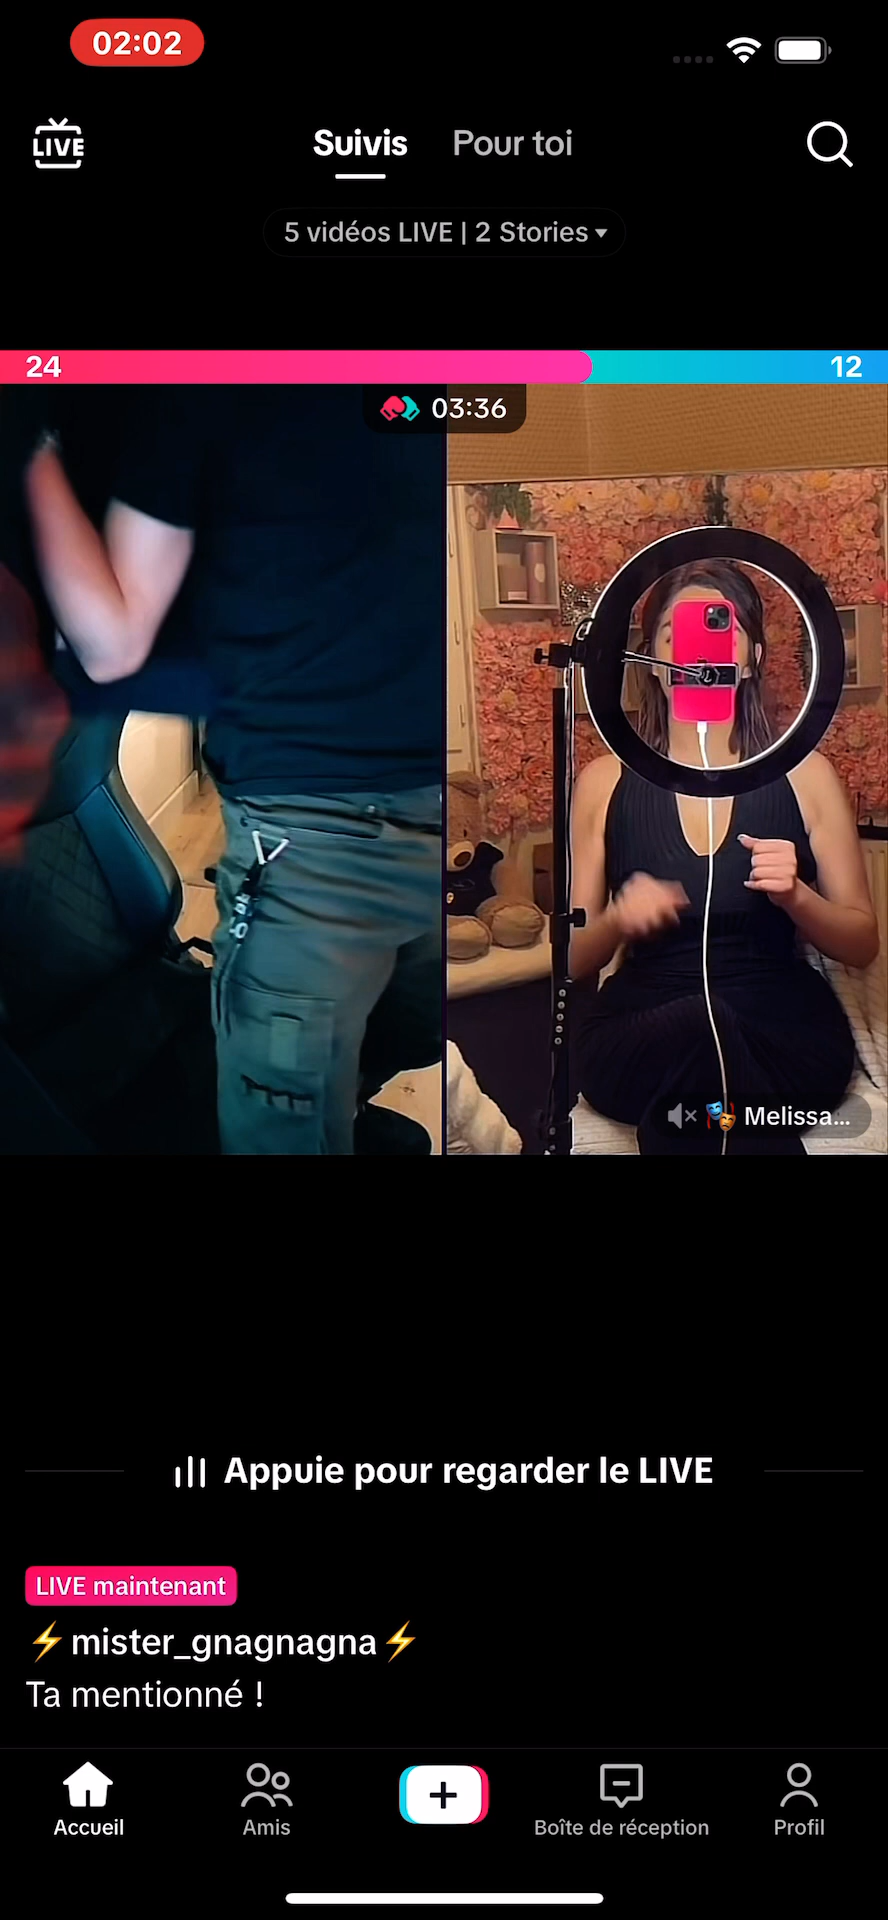 02:02
LIVE
Suivis
Pour toi
5 vidéos LIVE | 2 Stories
24
12
03:36
Melissa...
Appuie pour regarder le LIVE
LIVE maintenant
⚡mister_gnagnagna⚡
Ta mentionné !
Accueil
Amis
Boîte de réception
Profil